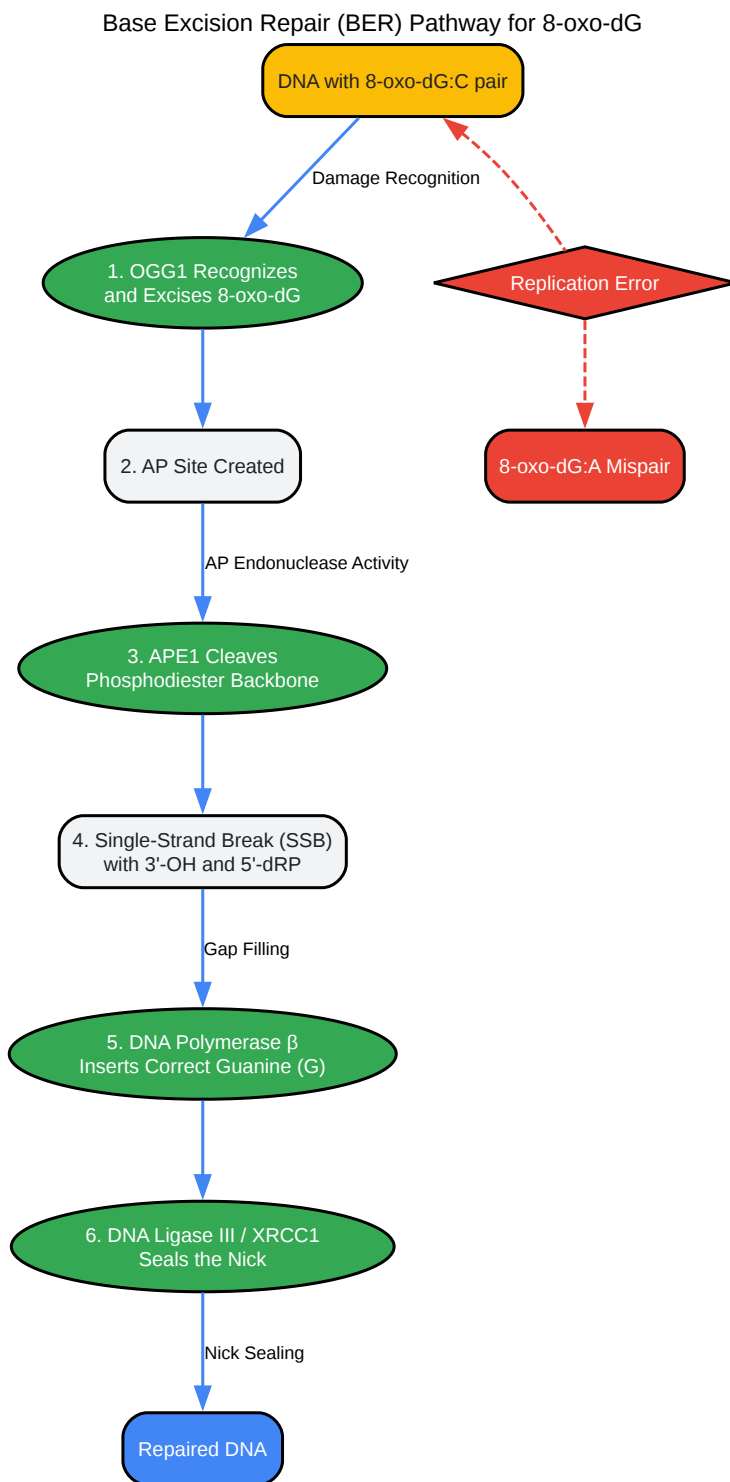 Base Excision Repair (BER) Pathway for 8-oxo-dG
DNA with 8-oxo-dG:C pair
Damage Recognition
1. OGG1 Recognizes
and Excises 8-oxo-dG
Replication Error
2. AP Site Created
8-oxo-dG:A Mispair
AP Endonuclease Activity
3. APE1 Cleaves
Phosphodiester Backbone
4. Single-Strand Break (SSB)
with 3'-OH and 5'-dRP
Gap Filling
5. DNA Polymerase β
Inserts Correct Guanine (G)
6. DNA Ligase III / XRCC1
Seals the Nick
Nick Sealing
Repaired DNA